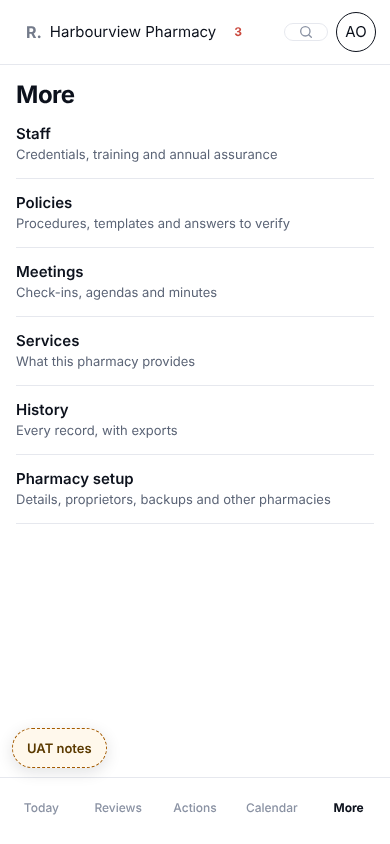 R. Harbourview Pharmacy 3 AO
More
Staff
Credentials, training and annual assurance
Policies
Procedures, templates and answers to verify
Meetings
Check-ins, agendas and minutes
Services
What this pharmacy provides
History
Every record, with exports
Pharmacy setup
Details, proprietors, backups and other pharmacies
UAT notes
Today Reviews Actions Calendar More